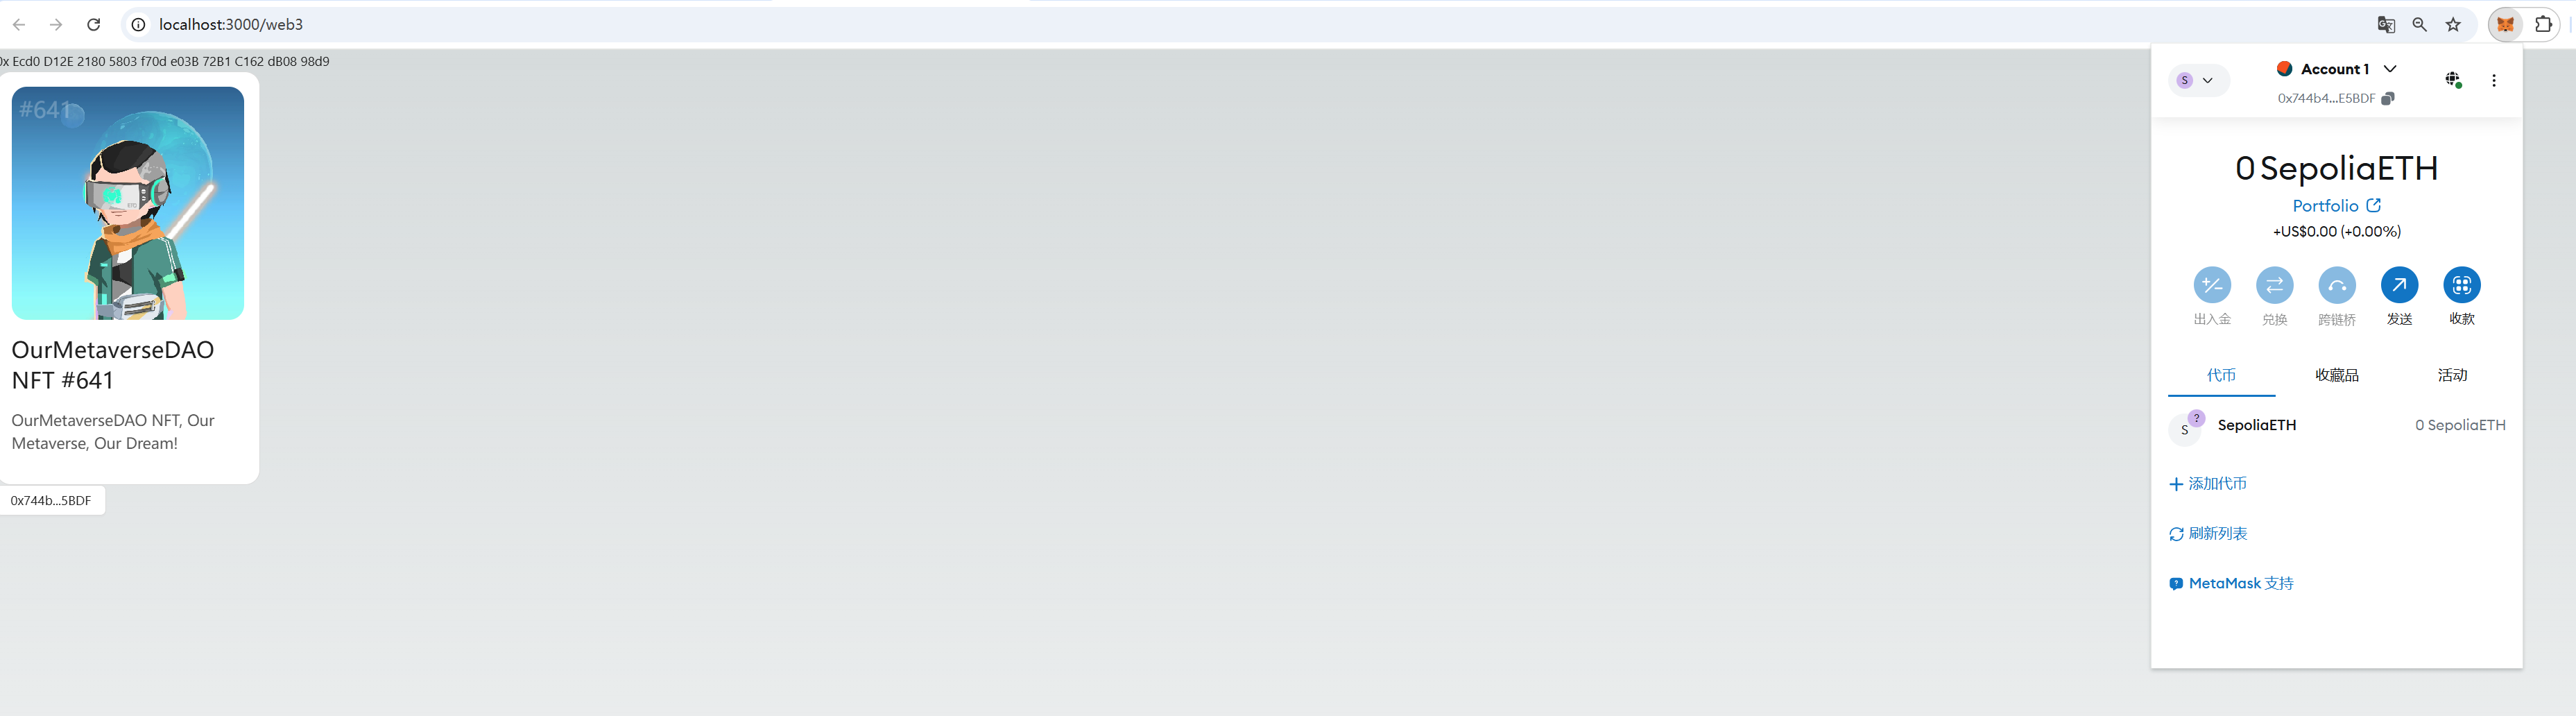 localhost:3000/web3
0x Ecd0 D12E 2180 5803 f70d e03B 72B1 C162 dB08 98d9
#641
OurMetaverseDAO
NFT #641
OurMetaverseDAO NFT, Our
Metaverse, Our Dream!
0x744b...5BDF
S
Account 1
0x744b4...E5BDF
0 SepoliaETH
Portfolio
+US$0.00 (+0.00%)
出入金 兑换 跨链桥 发送 收款
代币 收藏品 活动
S ? SepoliaETH 0 SepoliaETH
添加代币
刷新列表
MetaMask 支持